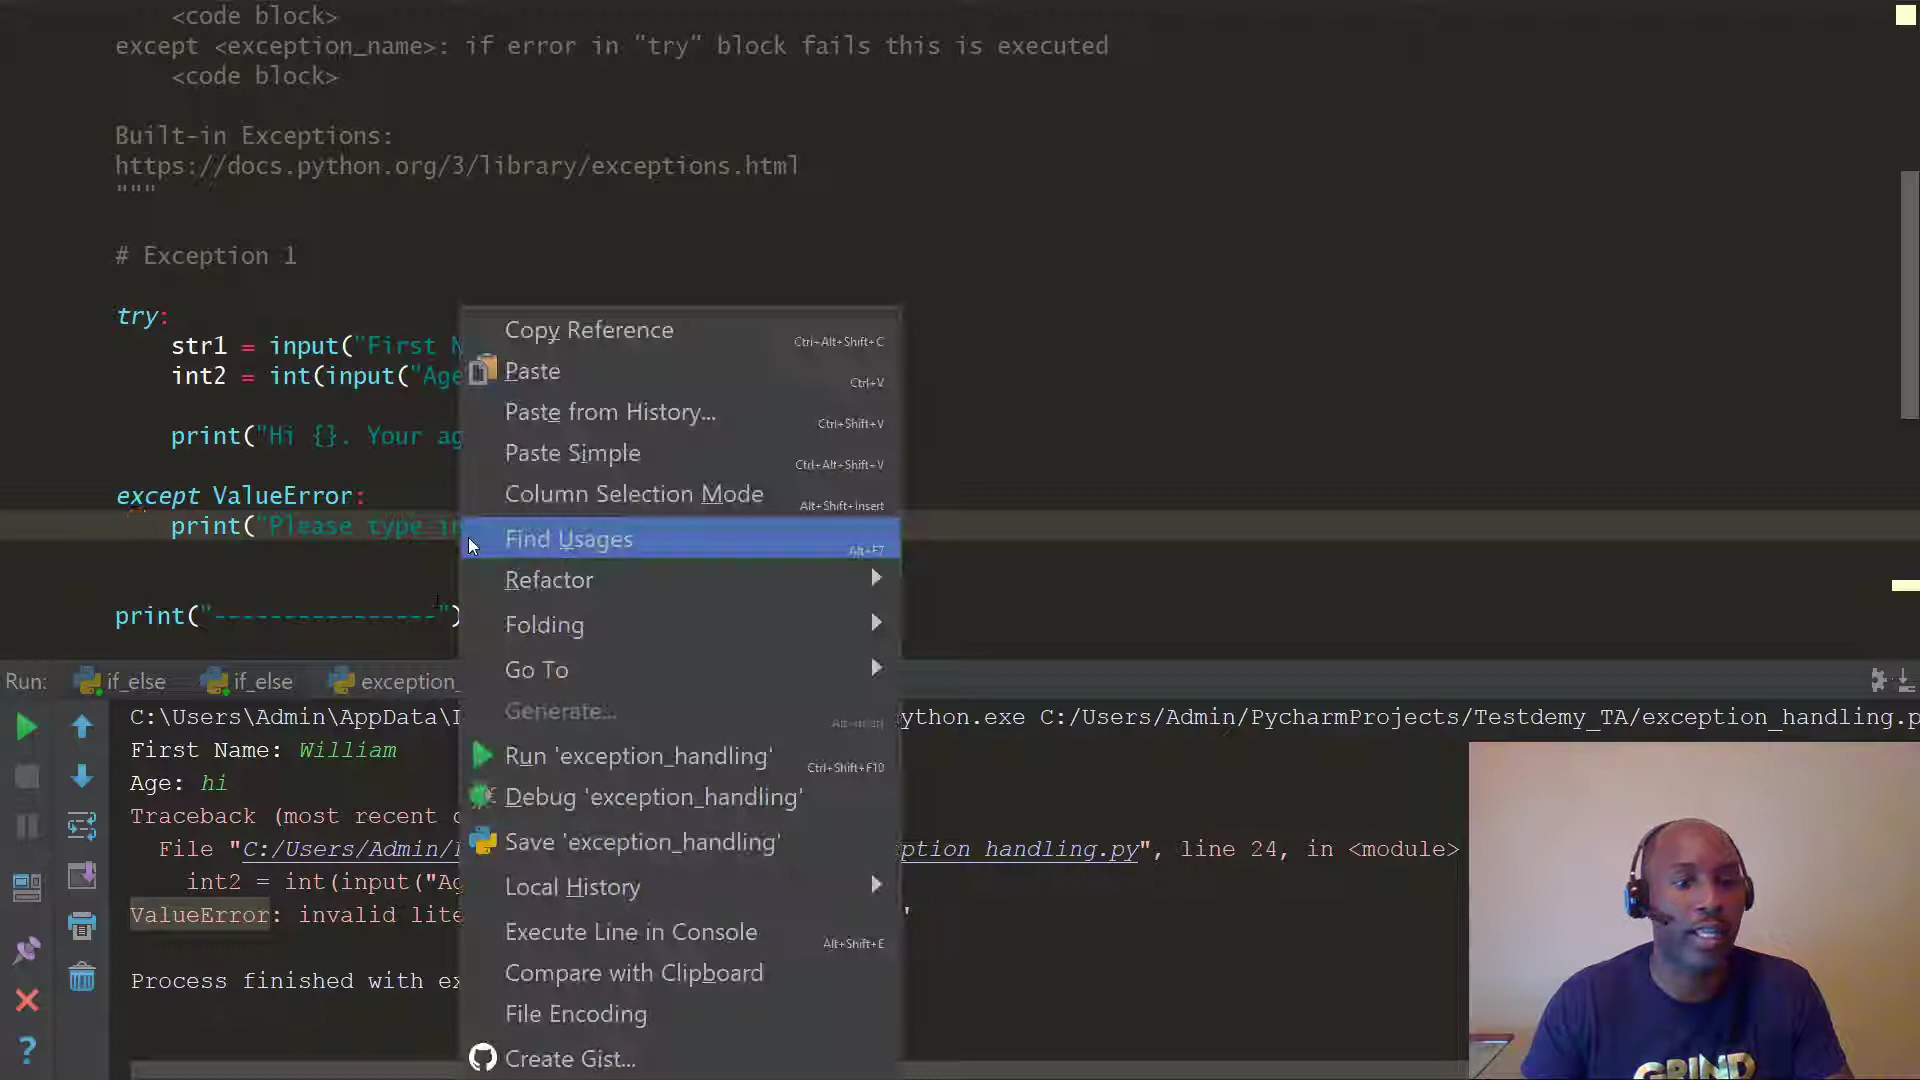 <code block>
except <exception_name>: if error in "try" block fails this is executed
<code block>
Built-in Exceptions:
https://docs.python.org/3/library/exceptions.html
"""
# Exception 1
try:
str1 = input("First N
int2 = int(input("Age
print("Hi {}. Your ag
except ValueError:
print("Please type in
print("----------------")
Copy Reference Ctrl+Alt+Shift+C
Paste Ctrl+V
Paste from History... Ctrl+Shift+V
Paste Simple Ctrl+Alt+Shift+V
Column Selection Mode Alt+Shift+Insert
Find Usages Alt+F7
Refactor
Folding
Go To
Generate... Alt+Insert
Run 'exception_handling' Ctrl+Shift+F10
Debug 'exception_handling'
Save 'exception_handling'
Local History
Execute Line in Console Alt+Shift+E
Compare with Clipboard
File Encoding
Create Gist...
Run: if_else if_else exception_
C:\Users\Admin\AppData\ ython.exe C:/Users/Admin/PycharmProjects/Testdemy_TA/exception_handling.p
First Name: William
Age: hi
Traceback (most recent
File "C:/Users/Admin/ ption_handling.py", line 24, in <module>
int2 = int(input("Ag
ValueError: invalid lite '
Process finished with ex
GRIND